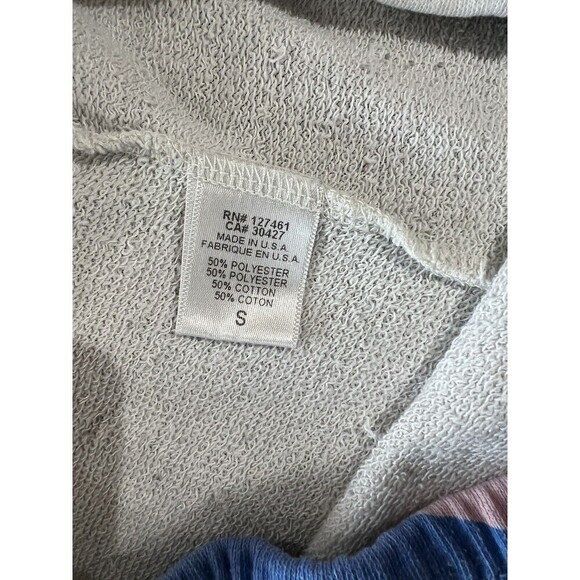 RN# 127461
CA# 30427
MADE IN U.S.A.
FABRIQUE EN U.S.A.
50% POLYESTER
50% POLYESTER
50% COTTON
50% COTON
S